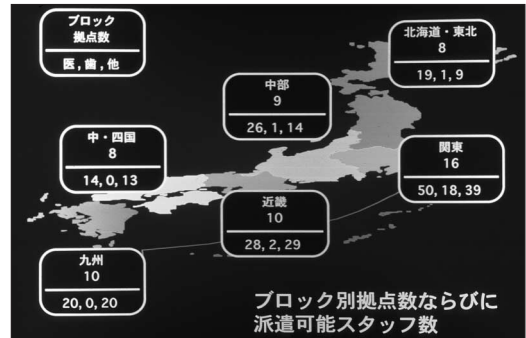 ブロック
拠点数
医，歯，他
北海道・東北
8
19, 1, 9
中部
9
26, 1, 14
中・四国
8
14, 0, 13
関東
16
50, 18, 39
近畿
10
28, 2, 29
九州
10
20, 0, 20
ブロック別拠点数ならびに
派遣可能スタッフ数